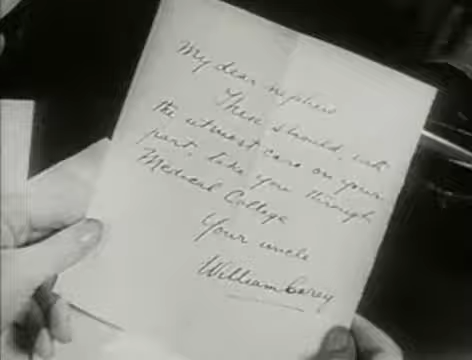 My dear nephew
These should, with
the utmost care on your
part, take you through
Medical College
Your uncle
William Carey